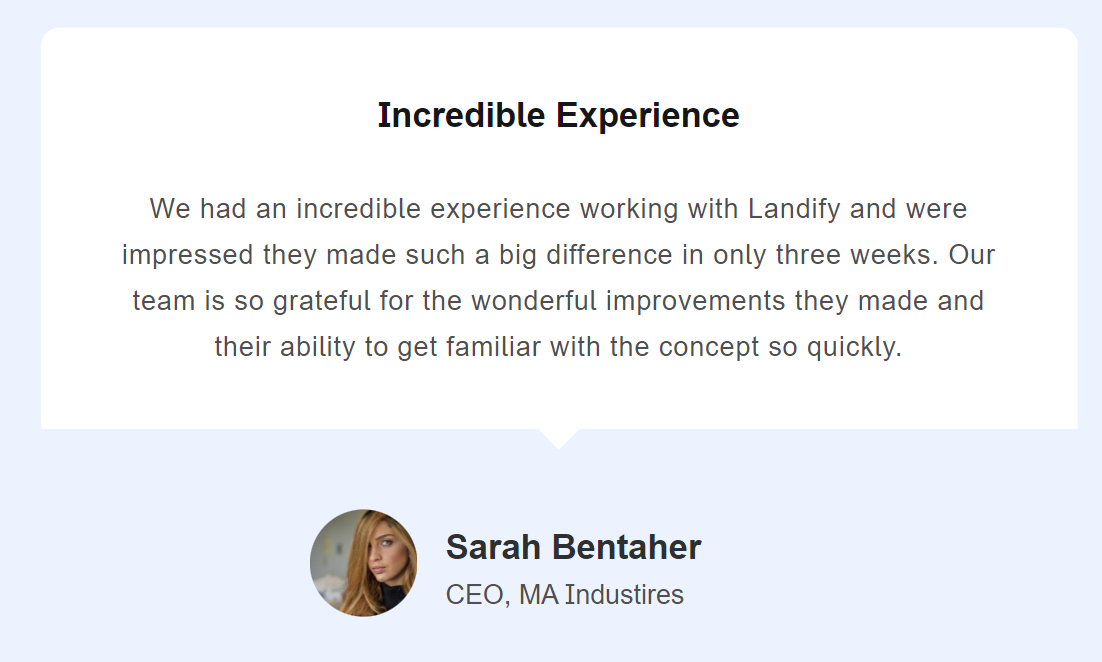 Incredible Experience
We had an incredible experience working with Landify and were
impressed they made such a big difference in only three weeks. Our
team is so grateful for the wonderful improvements they made and
their ability to get familiar with the concept so quickly.
Sarah Bentaher
CEO, MA Industires